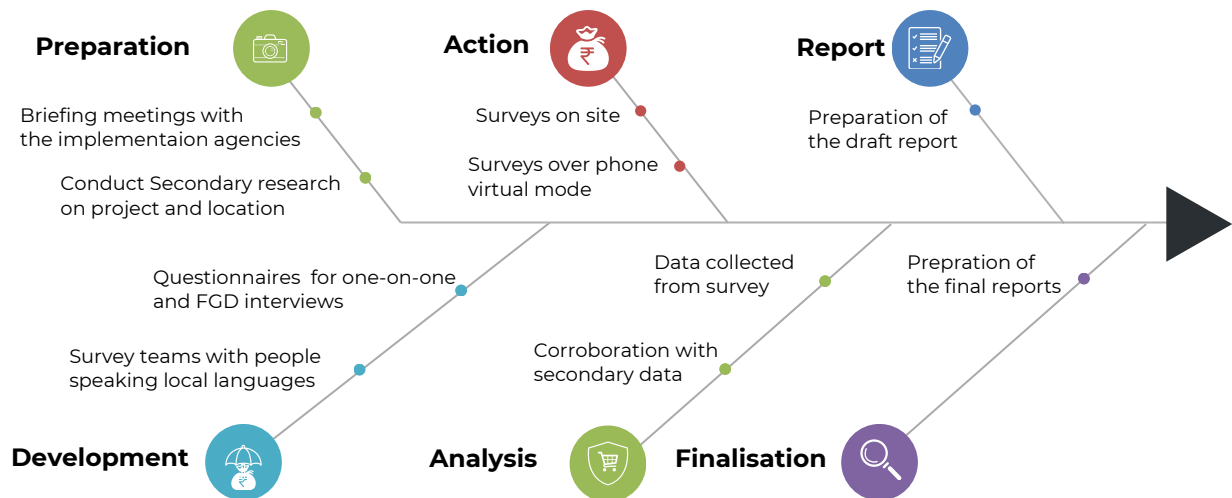 Preparation
Briefing meetings with
the implementaion agencies
Conduct Secondary research
on project and location
Action
₹
Surveys on site
Surveys over phone
virtual mode
Report
Preparation of
the draft report
Questionnaires for one-on-one
and FGD interviews
Survey teams with people
speaking local languages
Development
₹
Data collected
from survey
Corroboration with
secondary data
Analysis
Prepration of
the final reports
Finalisation